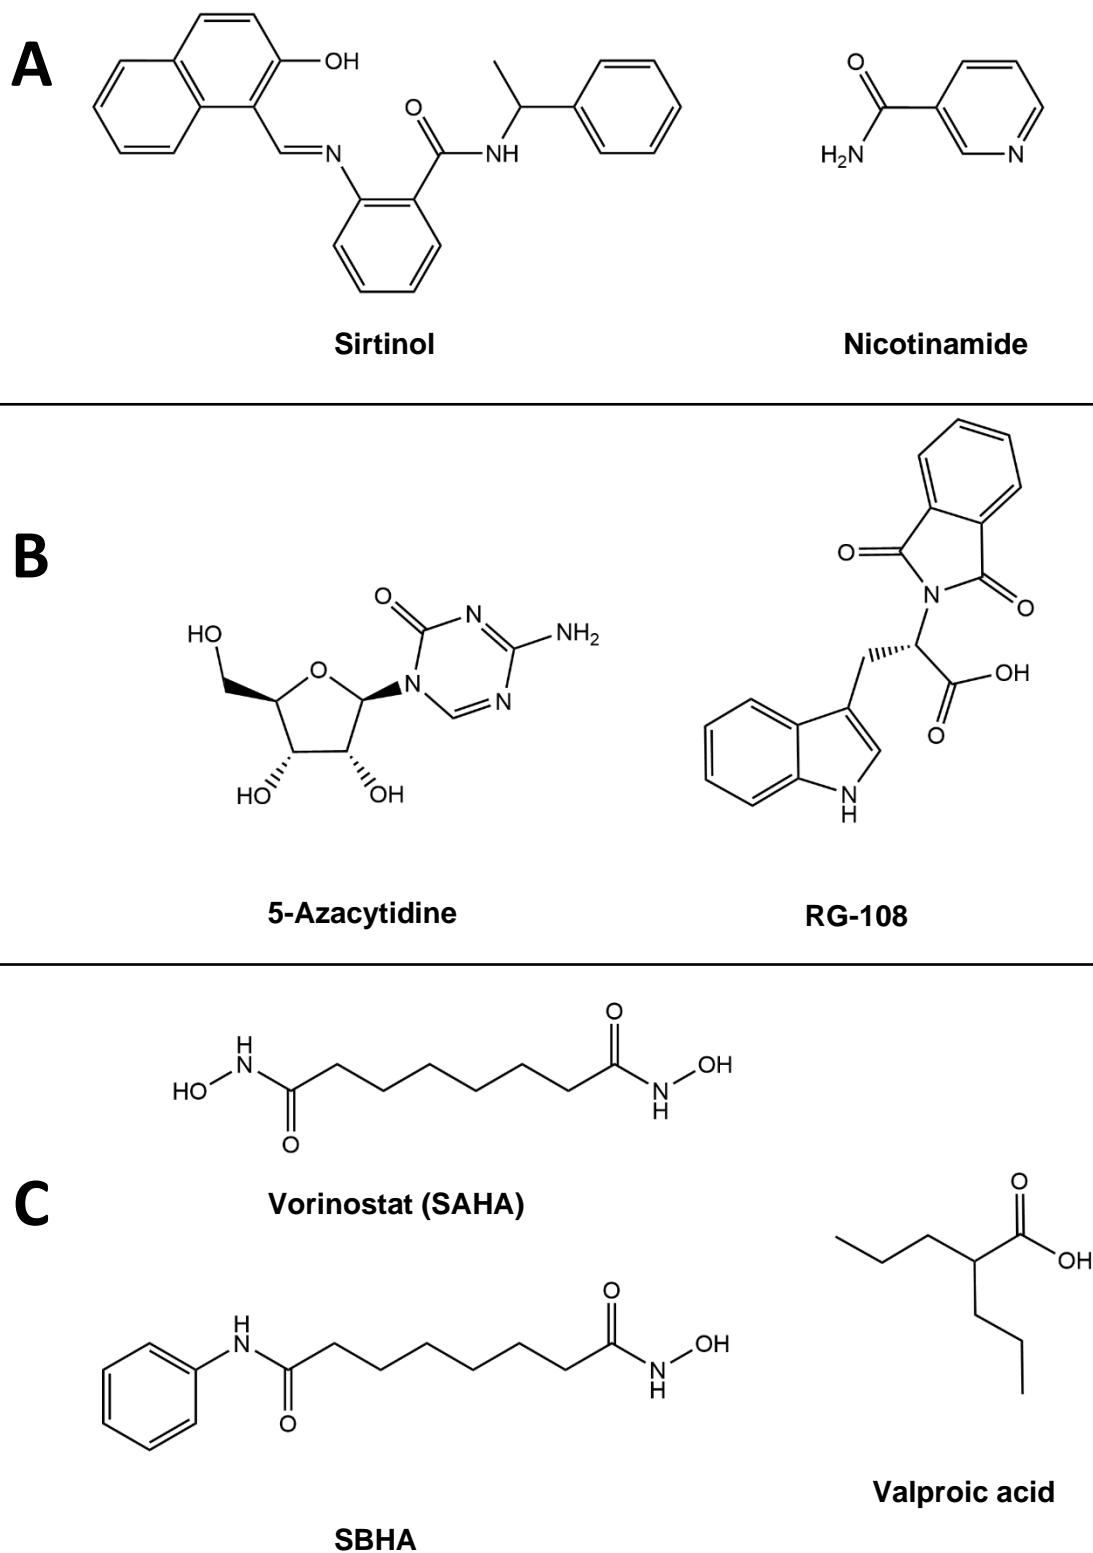 A
OH
O
N
NH
Sirtinol
O
H2N
N
Nicotinamide
B
O
N
NH2
HO
O
N
N
HO
OH
5-Azacytidine
O
N
O
OH
O
N
H
RG-108
C
H
N
HO
O
O
OH
N
H
Vorinostat (SAHA)
H
N
O
O
OH
N
H
SBHA
O
OH
Valproic acid